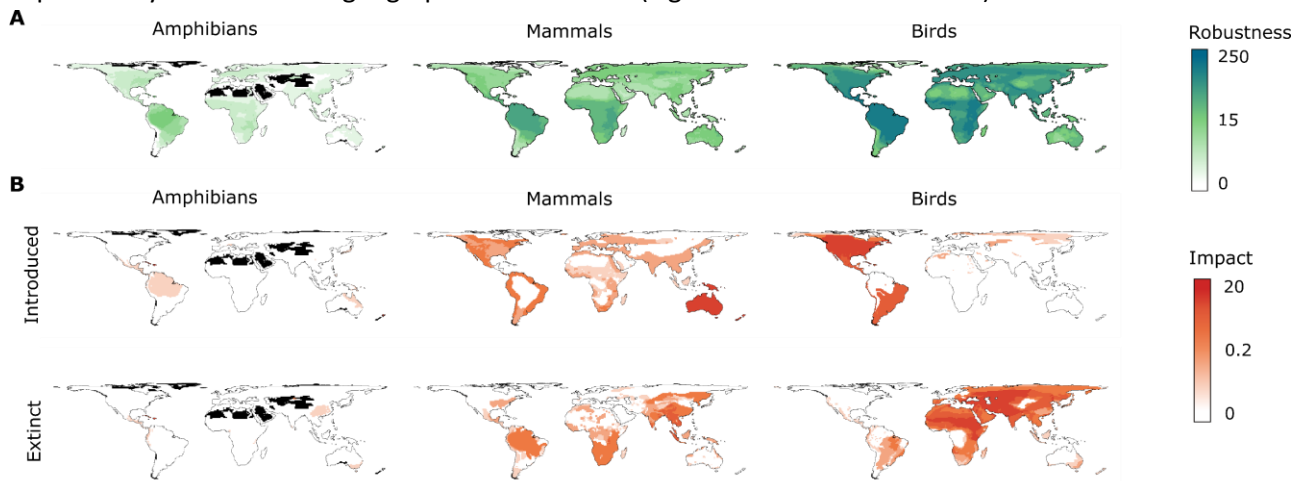 A
Amphibians Mammals Birds Robustness
250
15
0
B
Amphibians Mammals Birds
Introduced
Impact
20
0.2
0
Extinct